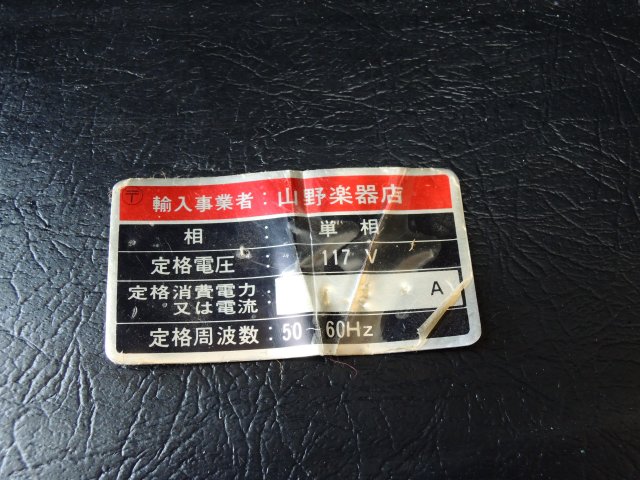 〒 輸入事業者：山野楽器店
相 ： 単相
定格電圧： 117 V
定格消費電力
又は電流： A
定格周波数：50～60Hz